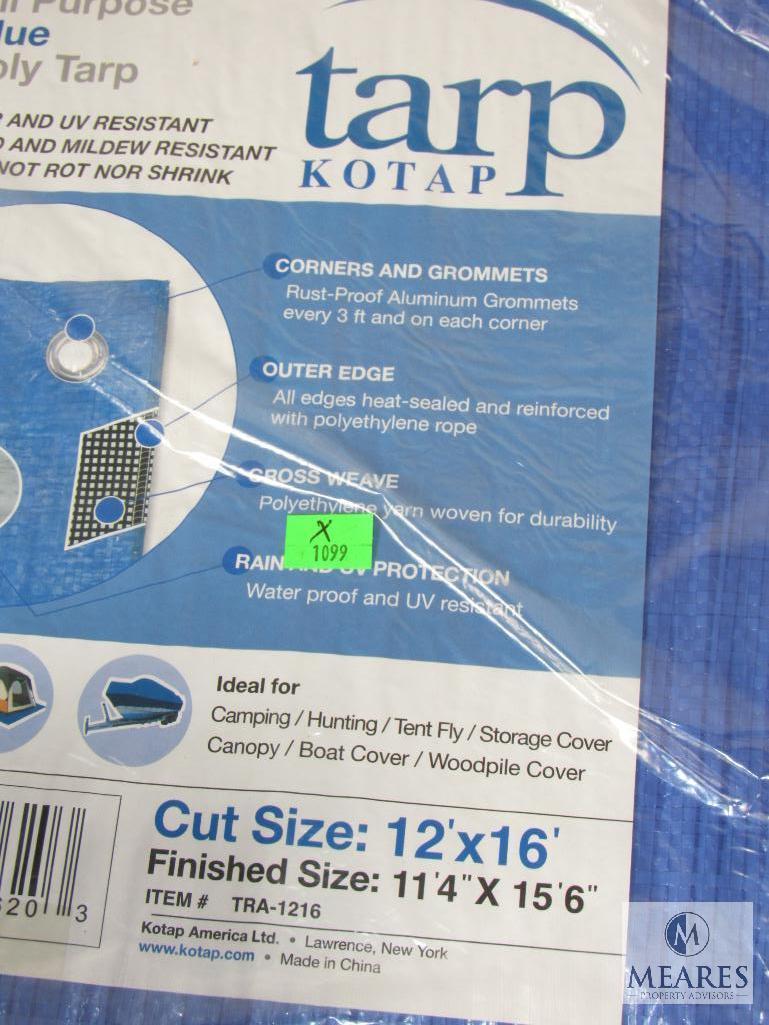 Purpose
lue
ly Tarp
AND UV RESISTANT
AND MILDEW RESISTANT
NOT ROT NOR SHRINK
tarp
KOTAP
CORNERS AND GROMMETS
Rust-Proof Aluminum Grommets
every 3 ft and on each corner
OUTER EDGE
All edges heat-sealed and reinforced
with polyethylene rope
CROSS WEAVE
Polyethylene yarn woven for durability
X
1099
RAIN AND UV PROTECTION
Water proof and UV resistant
Ideal for
Camping / Hunting / Tent Fly / Storage Cover
Canopy / Boat Cover / Woodpile Cover
Cut Size: 12'x16'
Finished Size: 11'4"X 15'6"
ITEM # TRA-1216
620 3
Kotap America Ltd. • Lawrence, New York
www.kotap.com • Made in China
M
MEARES
PROPERTY ADVISORS